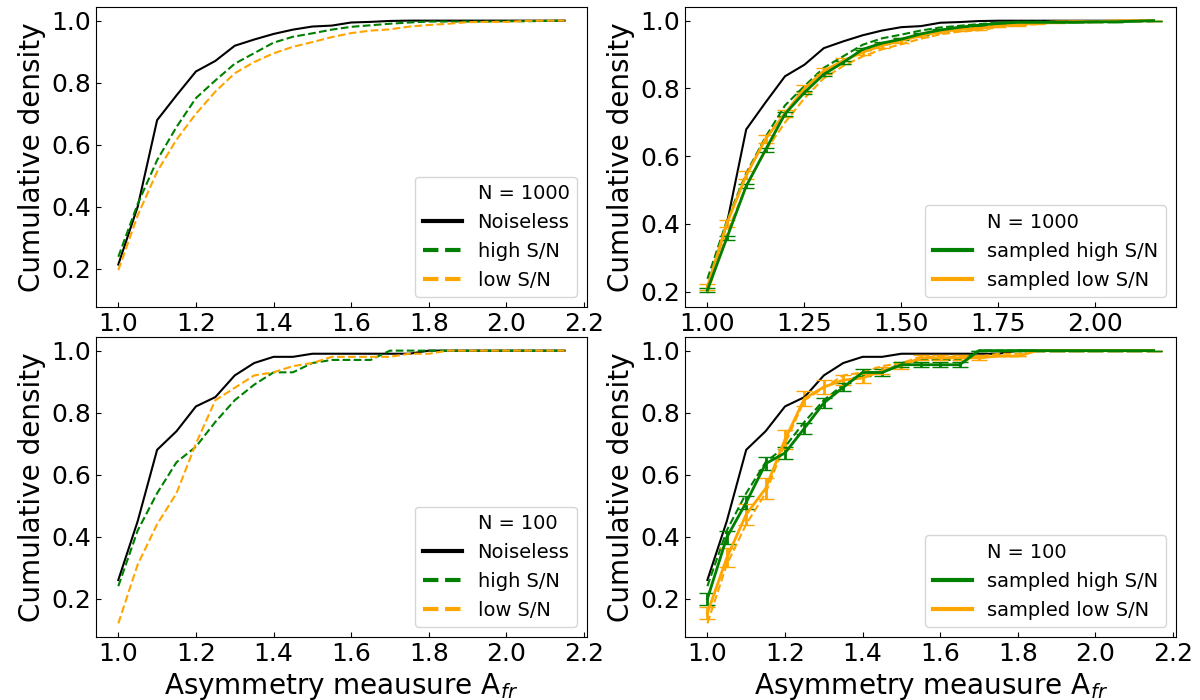 Cumulative density
1.0
0.8
0.6
0.4
0.2
N = 1000
Noiseless
high S/N
low S/N
1.0 1.2 1.4 1.6 1.8 2.0 2.2
Cumulative density
1.0
0.8
0.6
0.4
0.2
N = 1000
sampled high S/N
sampled low S/N
1.00 1.25 1.50 1.75 2.00
Cumulative density
1.0
0.8
0.6
0.4
0.2
N = 100
Noiseless
high S/N
low S/N
1.0 1.2 1.4 1.6 1.8 2.0 2.2
Asymmetry meausure A_fr
Cumulative density
1.0
0.8
0.6
0.4
0.2
N = 100
sampled high S/N
sampled low S/N
1.0 1.2 1.4 1.6 1.8 2.0 2.2
Asymmetry meausure A_fr